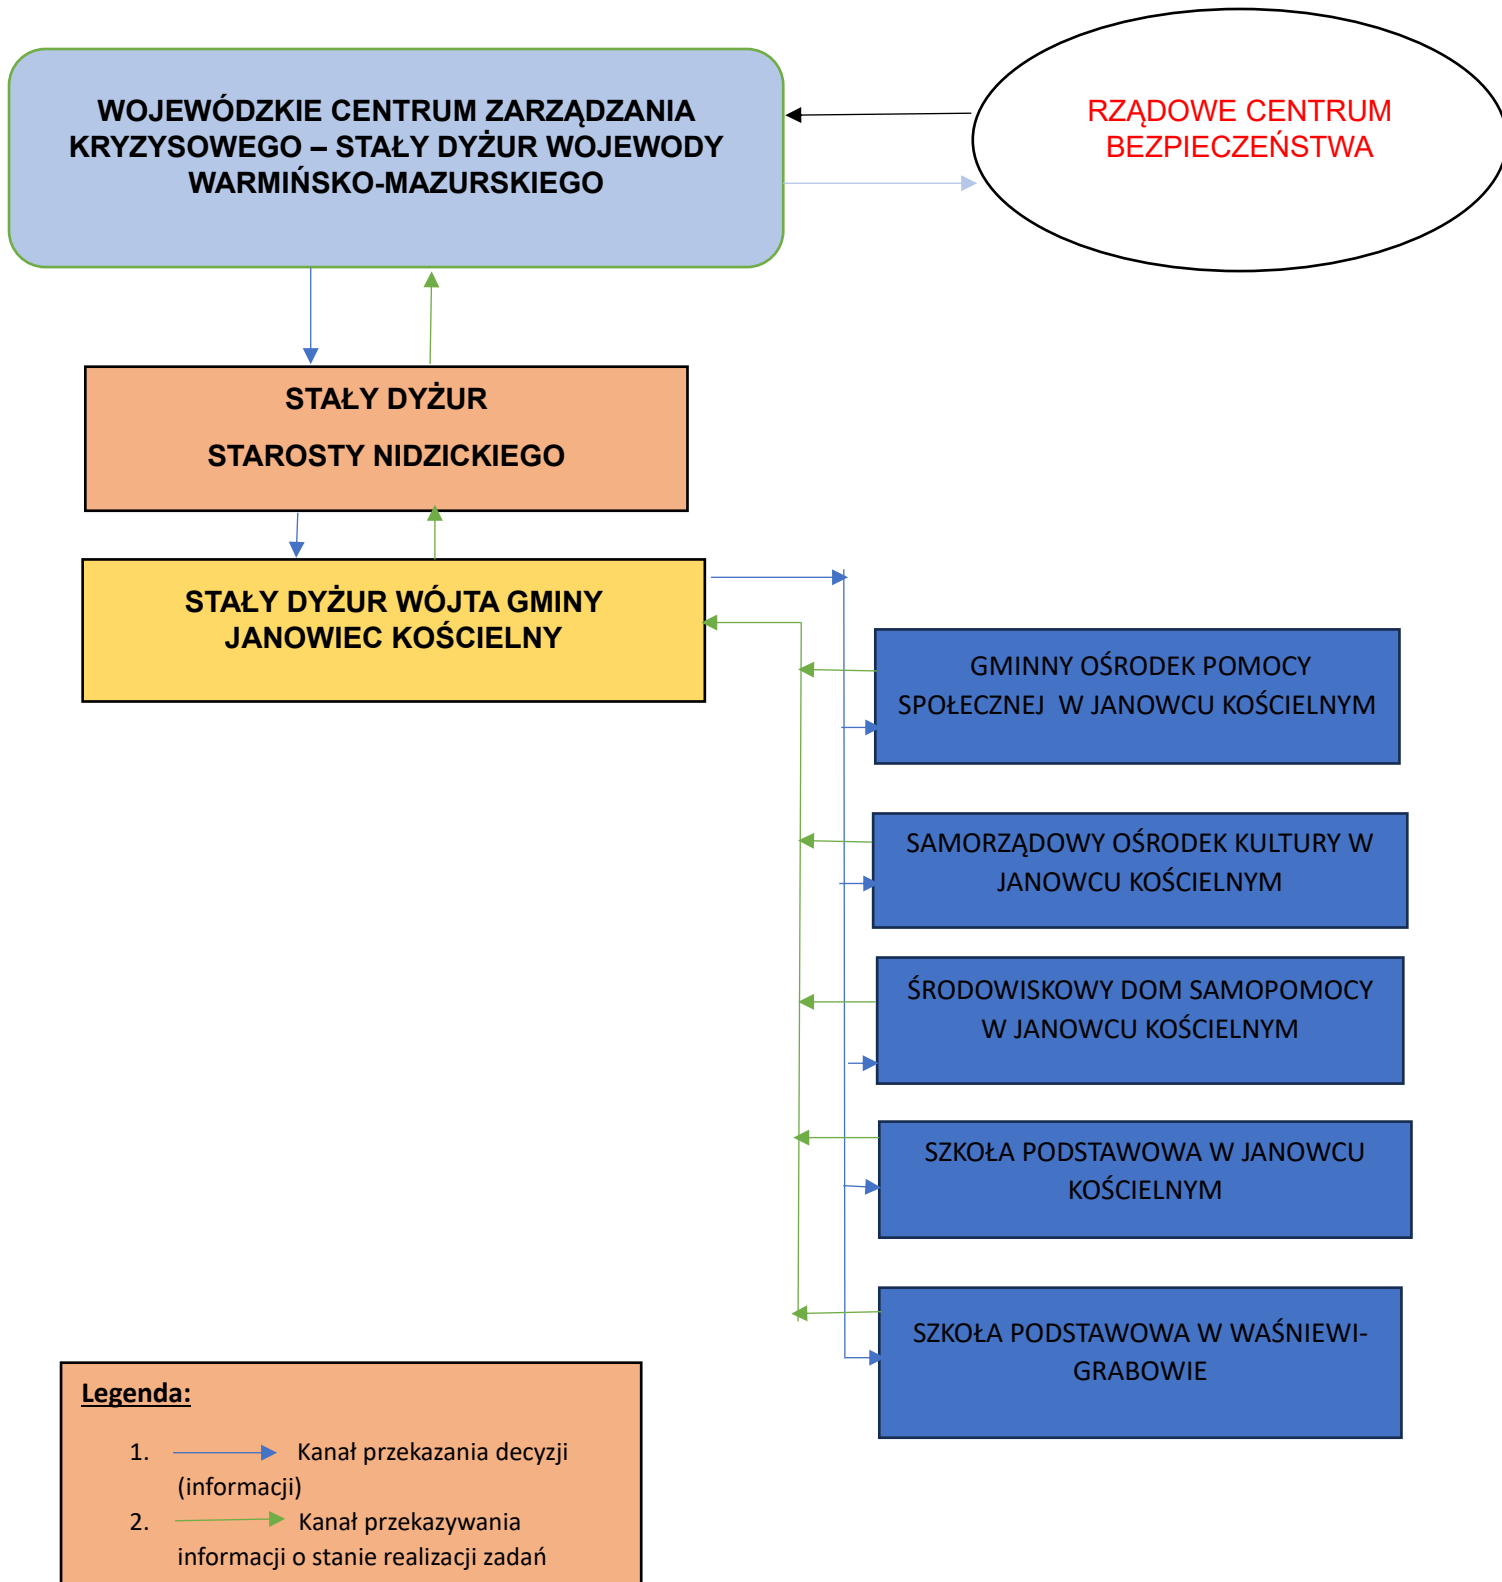 WOJEWÓDZKIE CENTRUM ZARZĄDZANIA
KRYZYSOWEGO – STAŁY DYŻUR WOJEWODY
WARMIŃSKO-MAZURSKIEGO
RZĄDOWE CENTRUM
BEZPIECZEŃSTWA
STAŁY DYŻUR
STAROSTY NIDZICKIEGO
STAŁY DYŻUR WÓJTA GMINY
JANOWIEC KOŚCIELNY
GMINNY OŚRODEK POMOCY
SPOŁECZNEJ W JANOWCU KOŚCIELNYM
SAMORZĄDOWY OŚRODEK KULTURY W
JANOWCU KOŚCIELNYM
ŚRODOWISKOWY DOM SAMOPOMOCY
W JANOWCU KOŚCIELNYM
SZKOŁA PODSTAWOWA W JANOWCU
KOŚCIELNYM
SZKOŁA PODSTAWOWA W WAŚNIEWI-
GRABOWIE
Legenda:
1. Kanał przekazania decyzji
(informacji)
2. Kanał przekazywania
informacji o stanie realizacji zadań